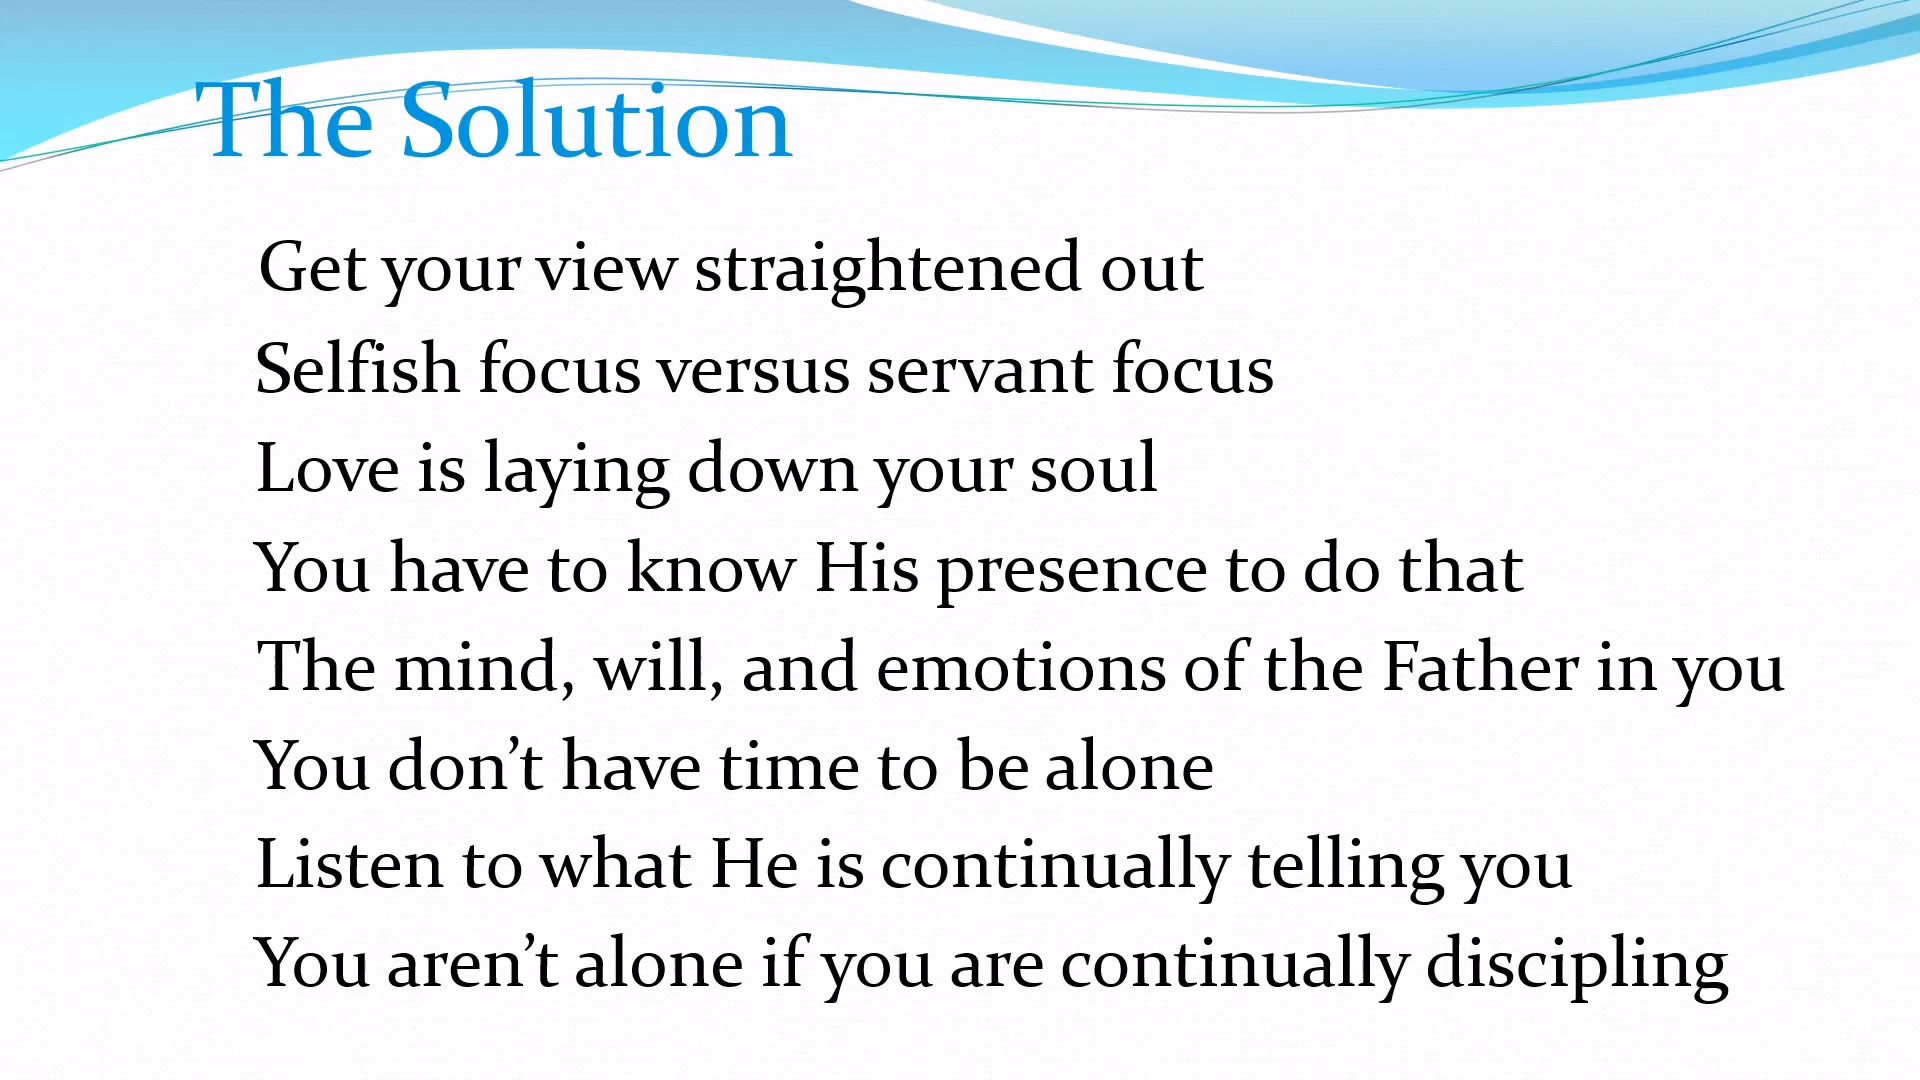 The Solution
Get your view straightened out
Selfish focus versus servant focus
Love is laying down your soul
You have to know His presence to do that
The mind, will, and emotions of the Father in you
You don’t have time to be alone
Listen to what He is continually telling you
You aren’t alone if you are continually discipling